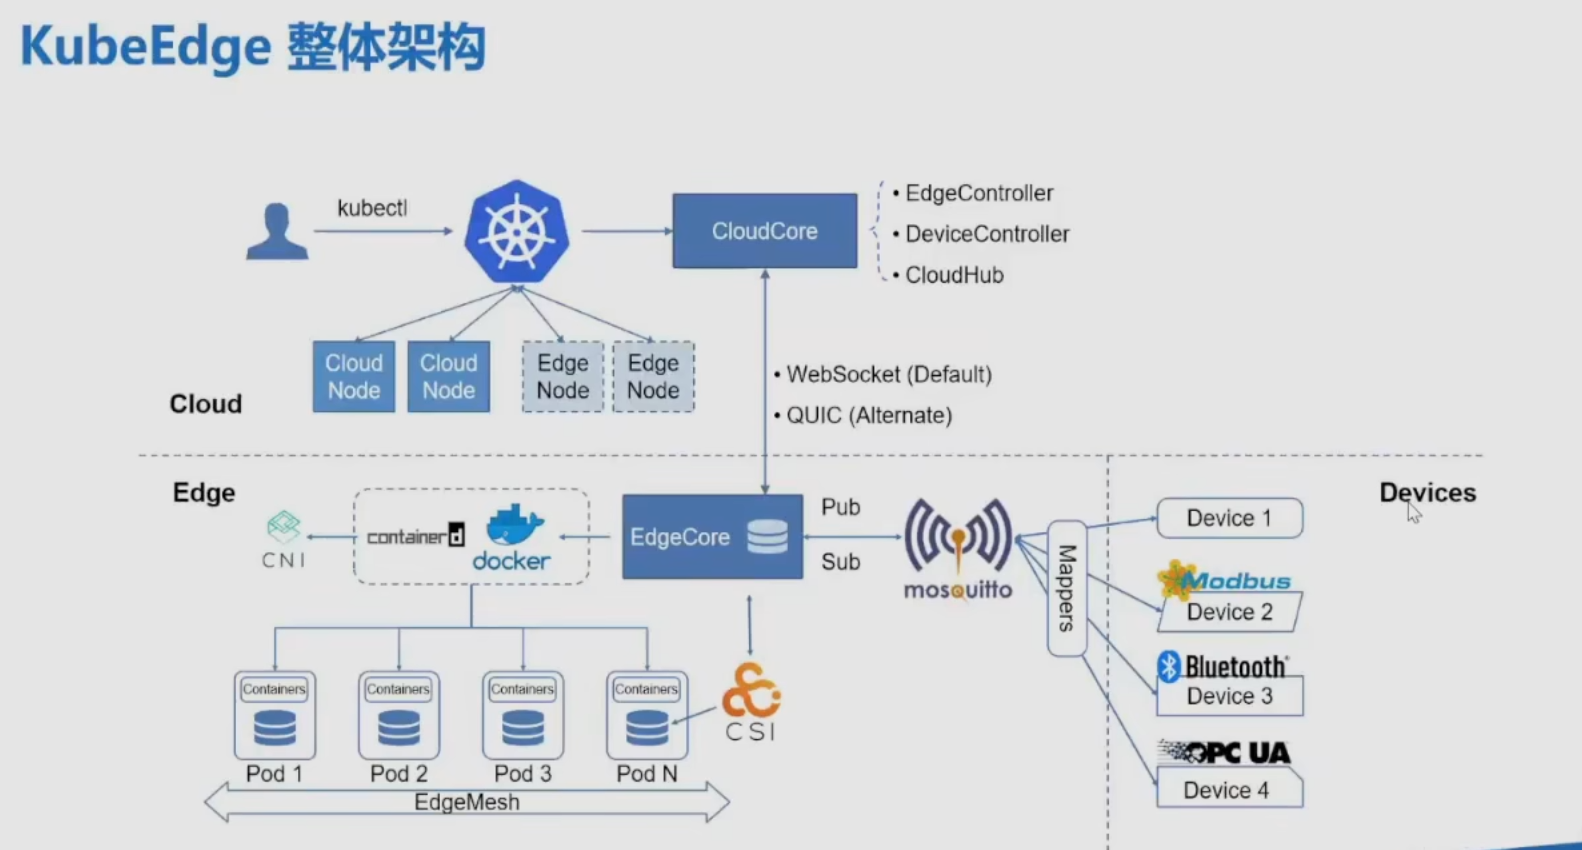 KubeEdge 整体架构
kubectl
CloudCore
• EdgeController
• DeviceController
• CloudHub
Cloud
Node
Cloud
Node
Edge
Node
Edge
Node
Cloud
• WebSocket (Default)
• QUIC (Alternate)
Edge
Devices
CNI
containerd
docker
EdgeCore
Pub
Sub
mosquitto
Mappers
Device 1
Modbus
Device 2
Bluetooth
Device 3
OPC UA
Device 4
Containers
Containers
Containers
Containers
CSI
Pod 1
Pod 2
Pod 3
Pod N
EdgeMesh